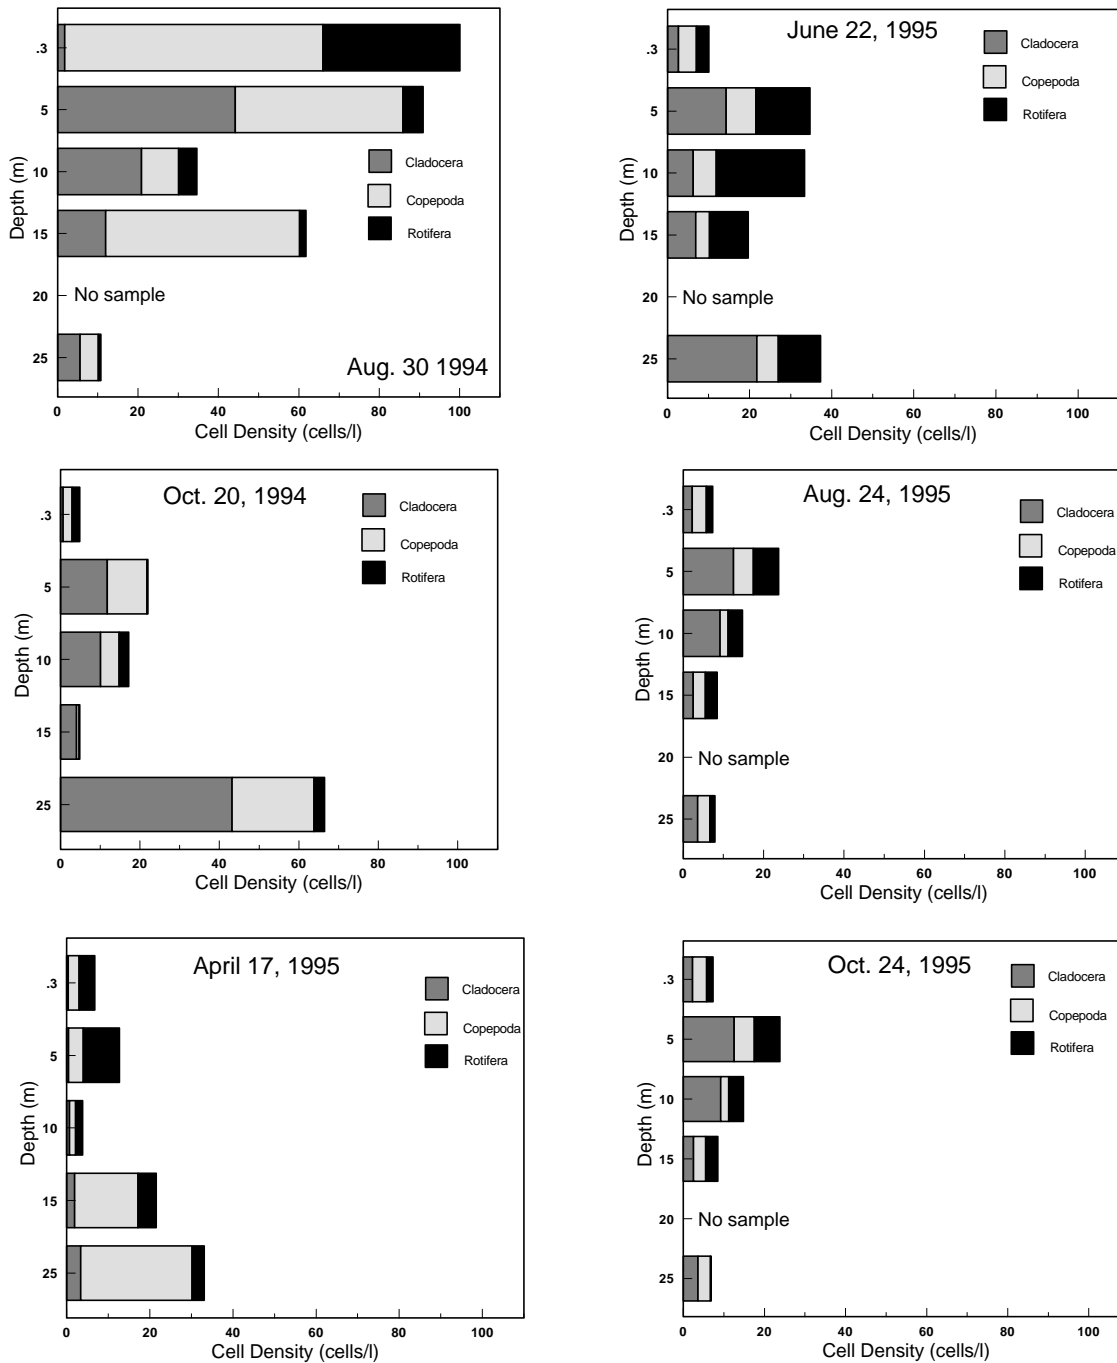 .3
5
10
15
20
25
Depth (m)
No sample
Cladocera
Copepoda
Rotifera
Aug. 30 1994
0 20 40 60 80 100
Cell Density (cells/l)
June 22, 1995
.3
5
10
15
20
25
Depth (m)
No sample
Cladocera
Copepoda
Rotifera
0 20 40 60 80 100
Cell Density (cells/l)
Oct. 20, 1994
.3
5
10
15
25
Depth (m)
Cladocera
Copepoda
Rotifera
0 20 40 60 80 100
Cell Density (cells/l)
Aug. 24, 1995
.3
5
10
15
20
25
Depth (m)
No sample
Cladocera
Copepoda
Rotifera
0 20 40 60 80 100
Cell Density (cells/l)
April 17, 1995
.3
5
10
15
25
Depth (m)
Cladocera
Copepoda
Rotifera
0 20 40 60 80 100
Cell Density (cells/l)
Oct. 24, 1995
.3
5
10
15
20
25
Depth (m)
No sample
Cladocera
Copepoda
Rotifera
0 20 40 60 80 100
Cell Density (cells/l)